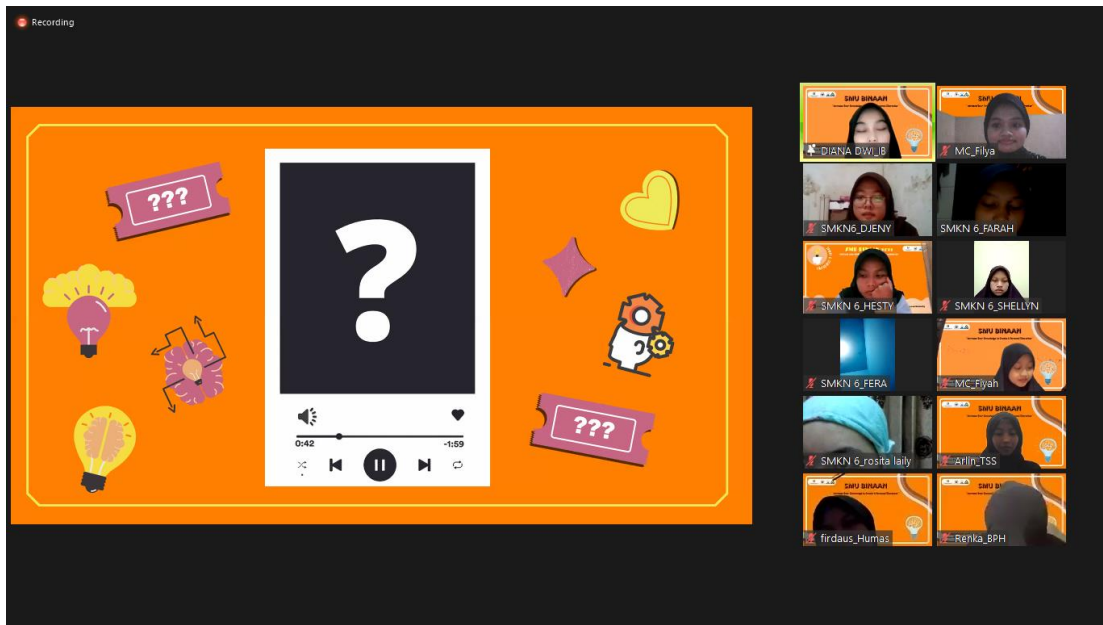 Recording
???
?
0:42
-1:59
???
SMU BINAAN
DIANA DWI_IB
MC_Filya
SMKN6_DJENY
SMKN 6_FARAH
SMKN 6_HESTY
SMKN 6_SHELLYN
SMKN 6_FERA
SMU BINAAN
MC_Fiyah
SMKN 6_rosita laily
SMU BINAAN
Arlin_TSS
SMU BINAAN
firdaus_Humas
Renka_BPH